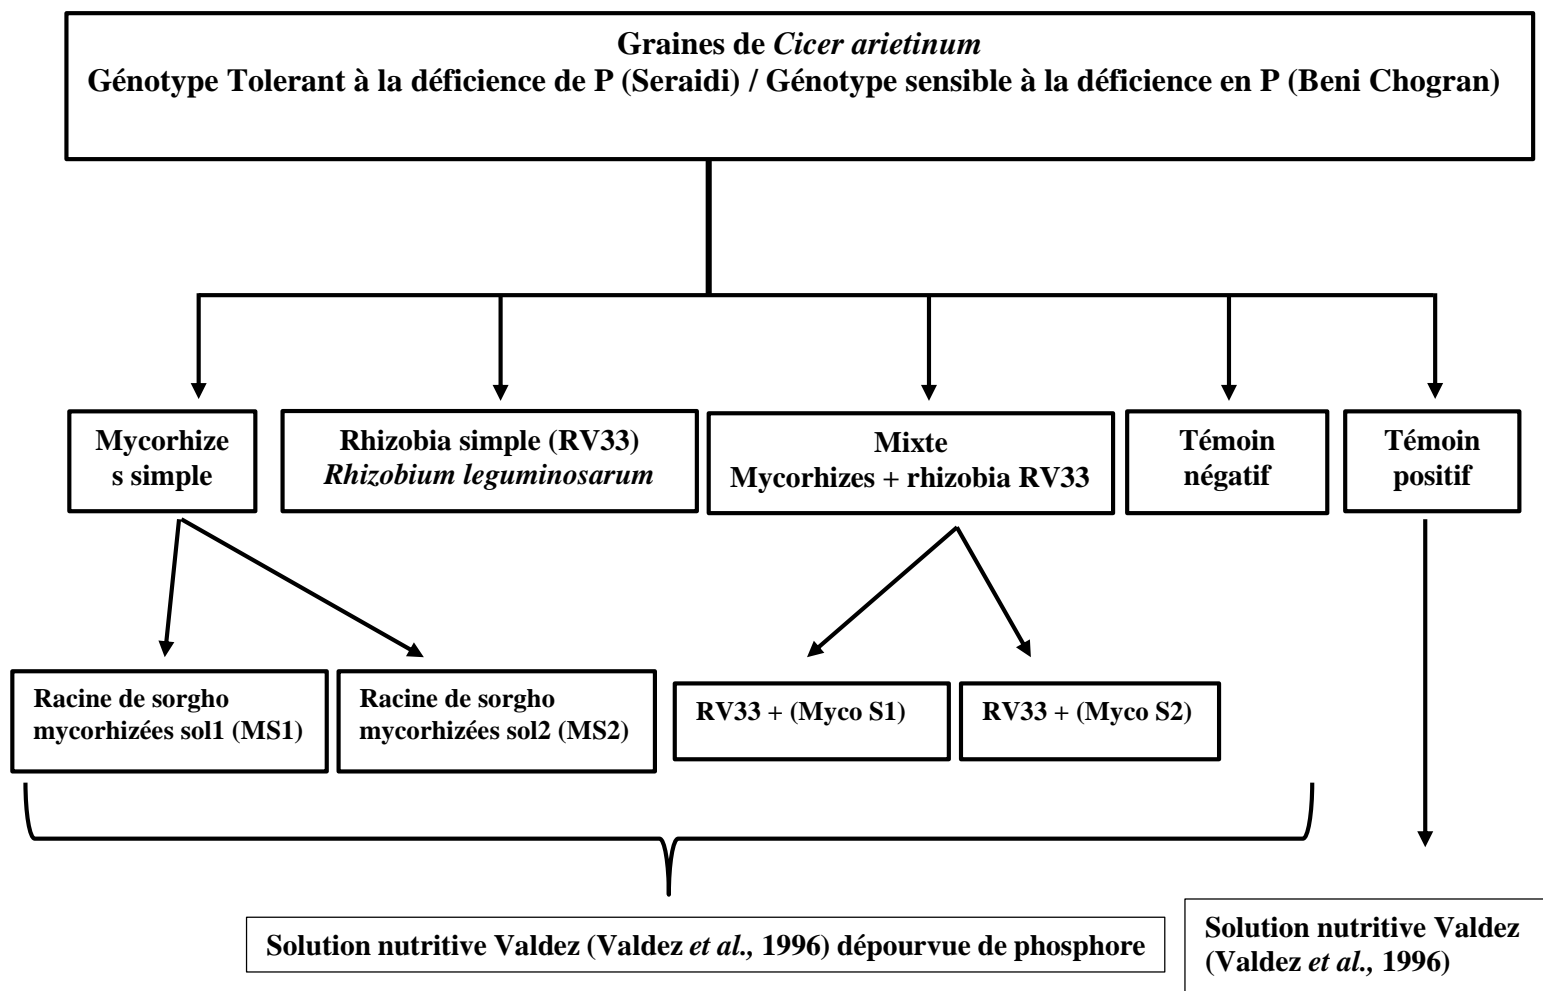 Graines de Cicer arietinum
Génotype Tolerant à la déficience de P (Seraidi) / Génotype sensible à la déficience en P (Beni Chogran)
Mycorhize
s simple
Rhizobia simple (RV33)
Rhizobium leguminosarum
Mixte
Mycorhizes + rhizobia RV33
Témoin
négatif
Témoin
positif
Racine de sorgho
mycorhizées sol1 (MS1)
Racine de sorgho
mycorhizées sol2 (MS2)
RV33 + (Myco S1)
RV33 + (Myco S2)
Solution nutritive Valdez (Valdez et al., 1996) dépourvue de phosphore
Solution nutritive Valdez
(Valdez et al., 1996)